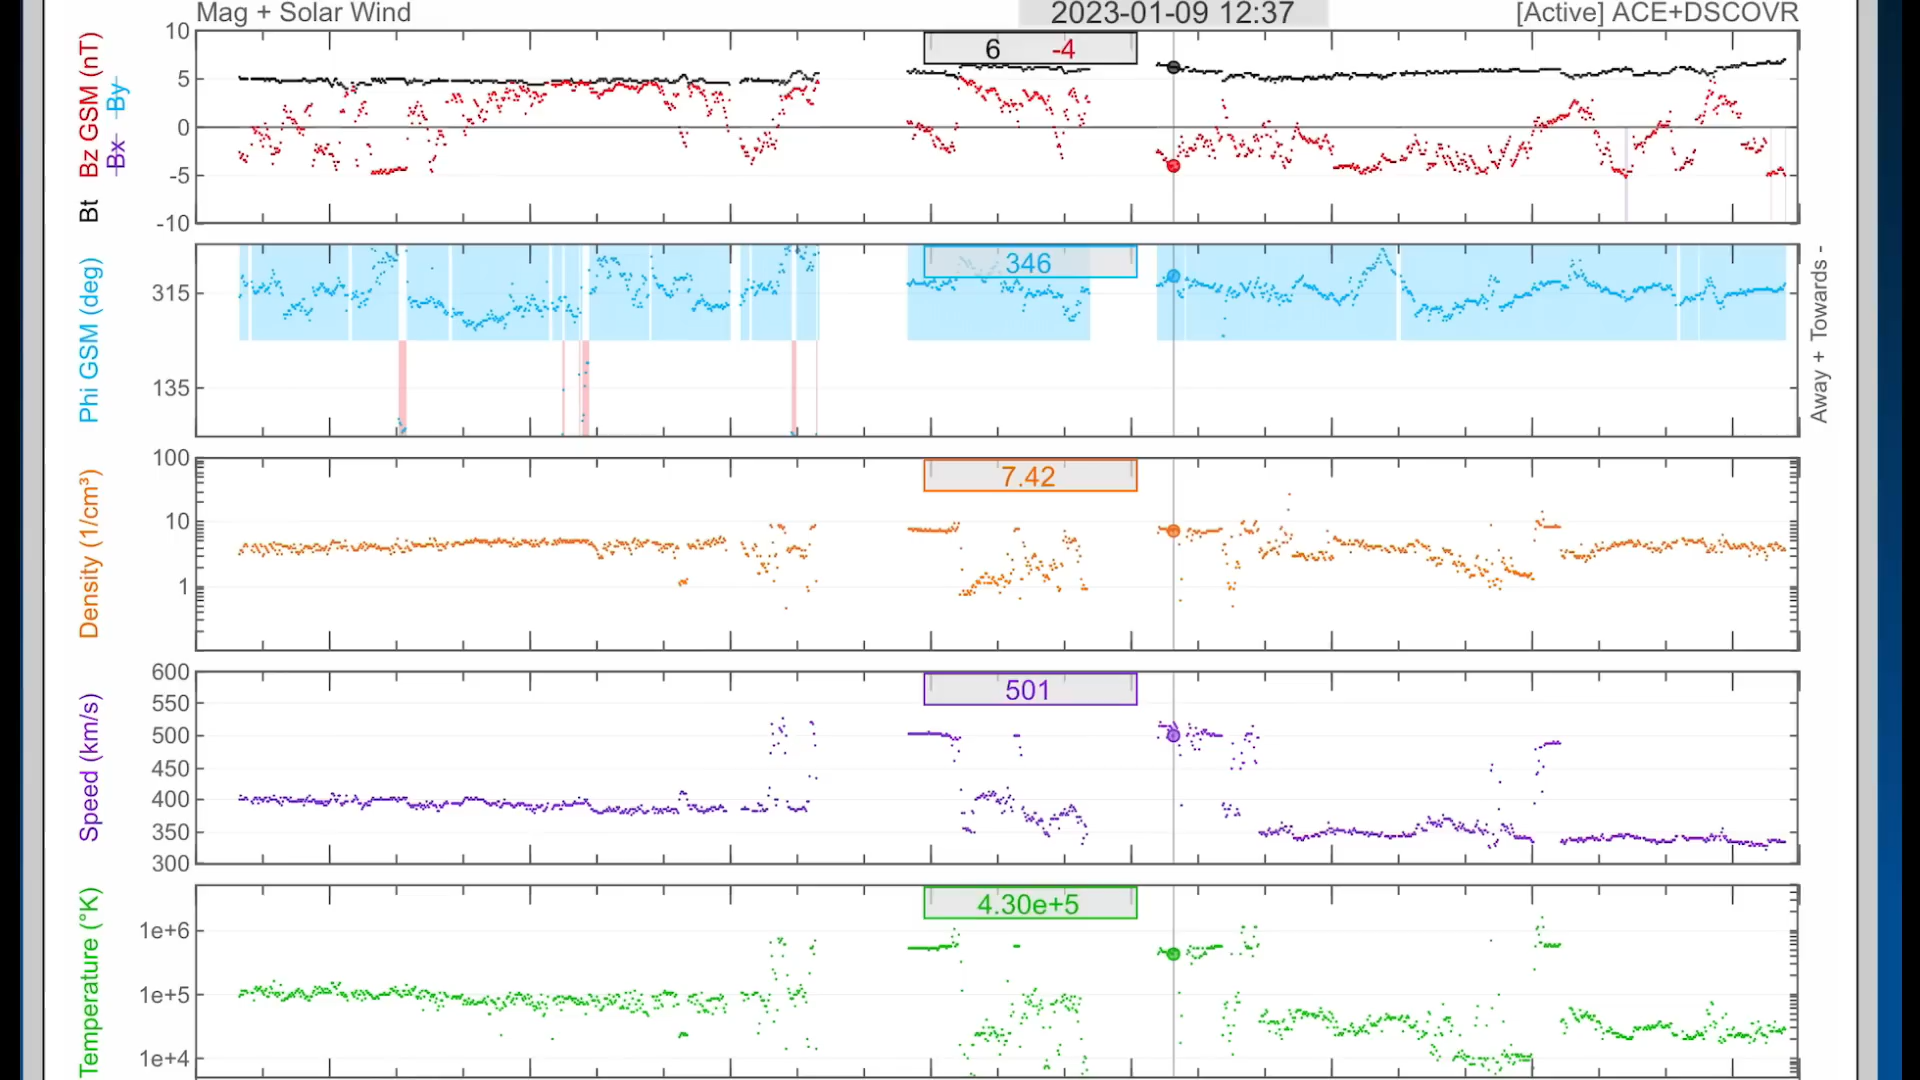 Mag + Solar Wind 2023-01-09 12:37 [Active] ACE+DSCOVR
Bt Bz GSM (nT)
Bx By
10
5
0
-5
-10
6 -4
Phi GSM (deg)
315
135
346
Away + Towards -
Density (1/cm³)
100
10
1
7.42
Speed (km/s)
600
550
500
450
400
350
300
501
Temperature (°K)
1e+6
1e+5
1e+4
4.30e+5